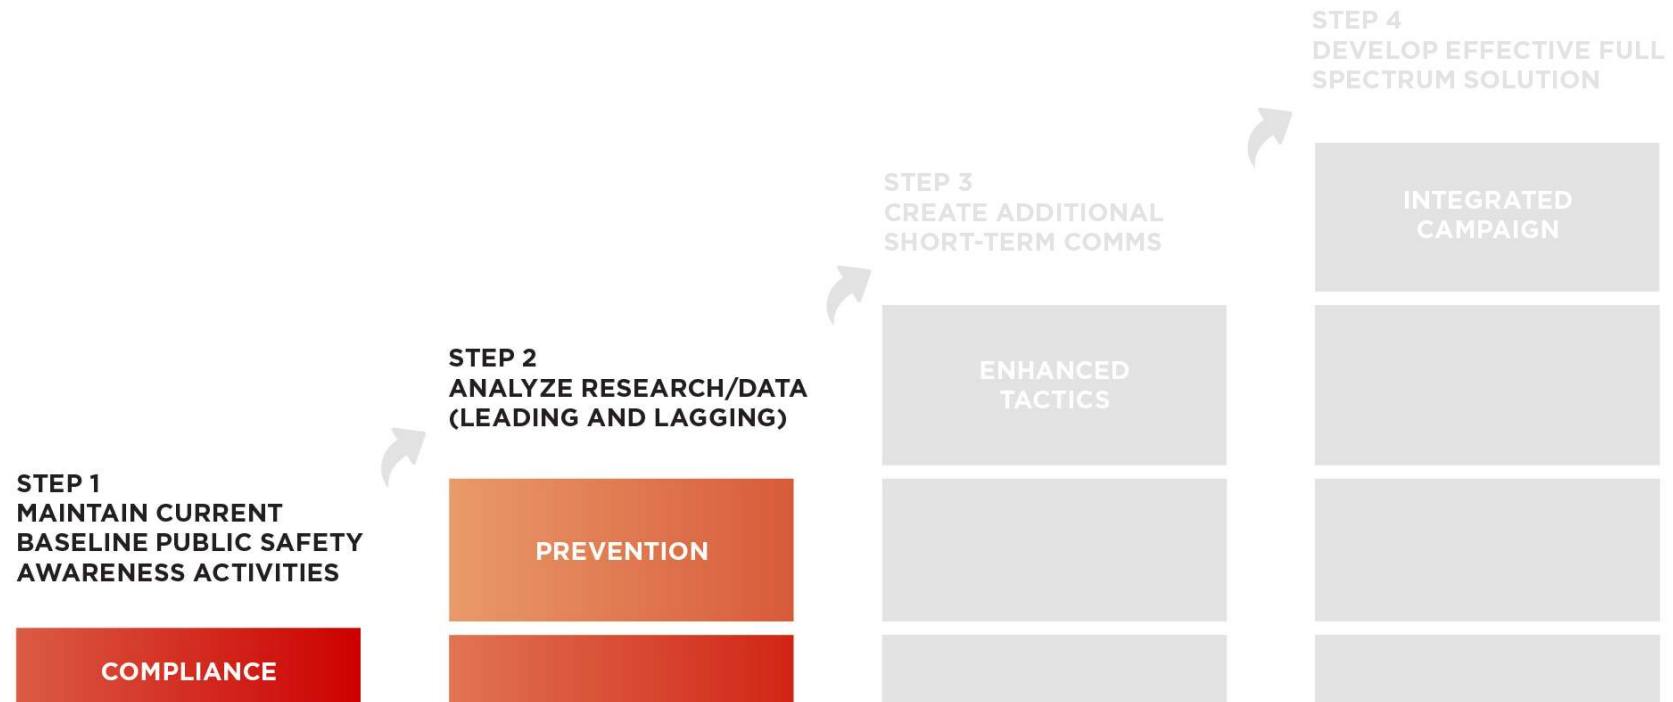 STEP 1
MAINTAIN CURRENT
BASELINE PUBLIC SAFETY
AWARENESS ACTIVITIES
COMPLIANCE
STEP 2
ANALYZE RESEARCH/DATA
(LEADING AND LAGGING)
PREVENTION
STEP 3
CREATE ADDITIONAL
SHORT-TERM COMMS
ENHANCED
TACTICS
STEP 4
DEVELOP EFFECTIVE FULL
SPECTRUM SOLUTION
INTEGRATED
CAMPAIGN